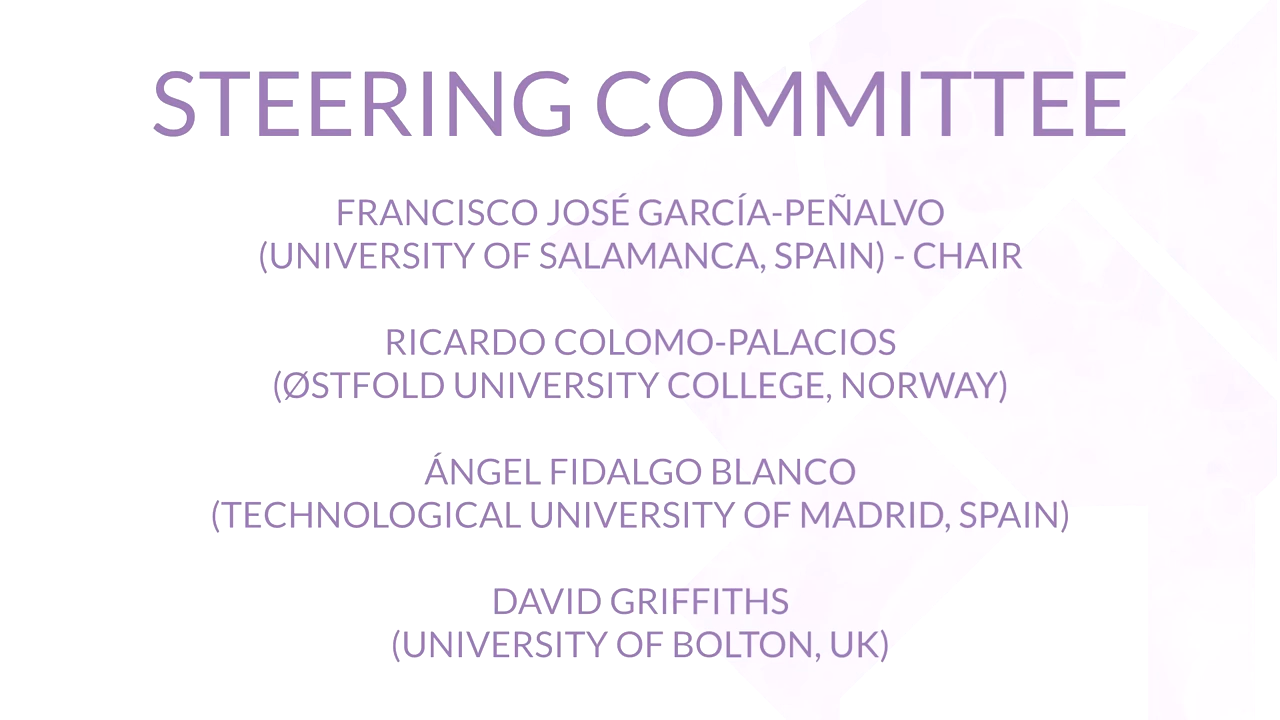 STEERING COMMITTEE
FRANCISCO JOSÉ GARCÍA-PEÑALVO
(UNIVERSITY OF SALAMANCA, SPAIN) - CHAIR
RICARDO COLOMO-PALACIOS
(ØSTFOLD UNIVERSITY COLLEGE, NORWAY)
ÁNGEL FIDALGO BLANCO
(TECHNOLOGICAL UNIVERSITY OF MADRID, SPAIN)
DAVID GRIFFITHS
(UNIVERSITY OF BOLTON, UK)